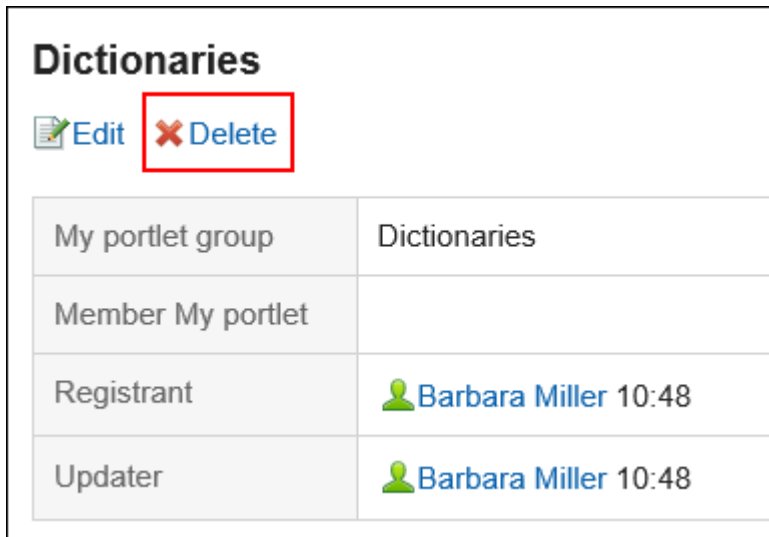 Dictionaries
Edit Delete
My portlet group Dictionaries
Member My portlet
Registrant Barbara Miller 10:48
Updater Barbara Miller 10:48